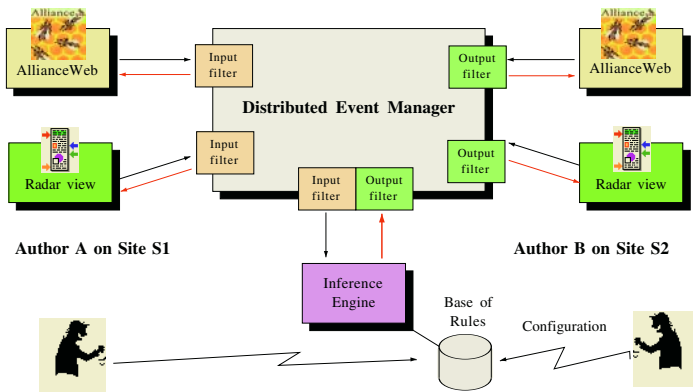 Alliance
AllianceWeb
Input
filter
Output
filter
Alliance
AllianceWeb
Distributed Event Manager
Input
filter
Output
filter
Radar view
Radar view
Input
filter
Output
filter
Author A on Site S1
Author B on Site S2
Inference
Engine
Base of
Rules
Configuration